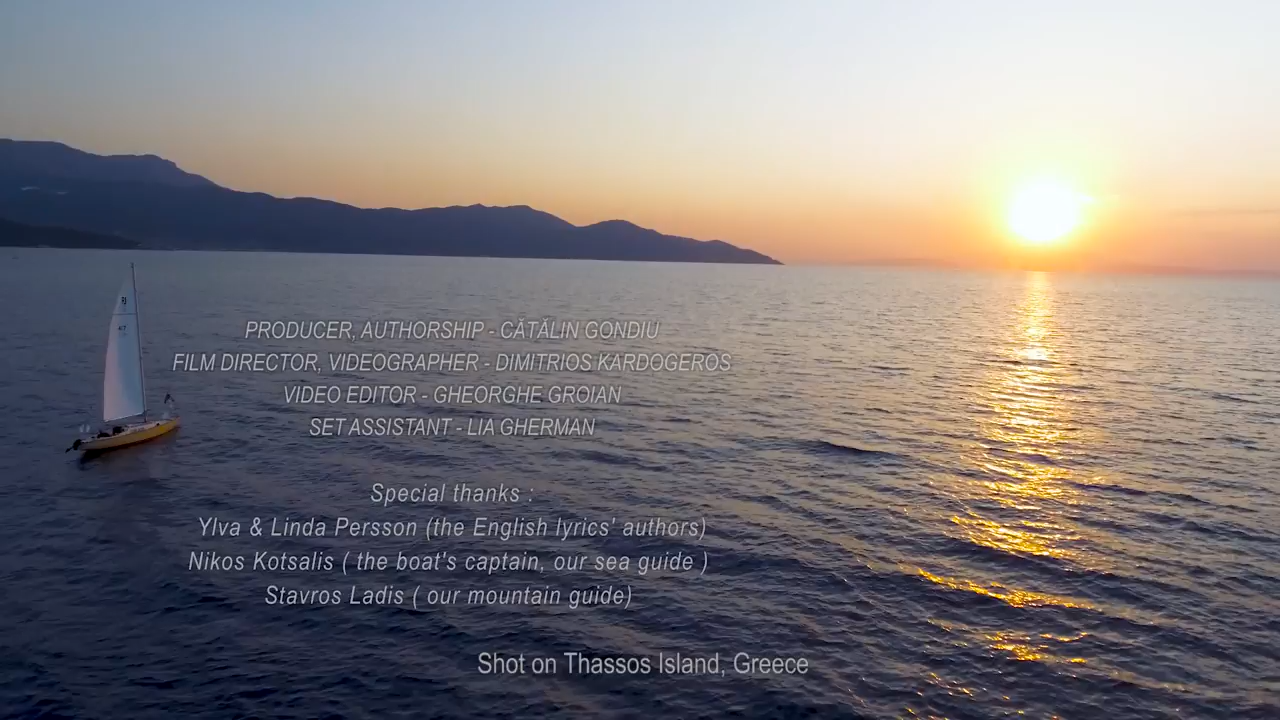 PRODUCER, AUTHORSHIP - CĂTĂLIN GONDIU
FILM DIRECTOR, VIDEOGRAPHER - DIMITRIOS KARDOGEROS
VIDEO EDITOR - GHEORGHE GROIAN
SET ASSISTANT - LIA GHERMAN
Special thanks :
Ylva & Linda Persson (the English lyrics' authors)
Nikos Kotsalis ( the boat's captain, our sea guide )
Stavros Ladis ( our mountain guide)
Shot on Thassos Island, Greece